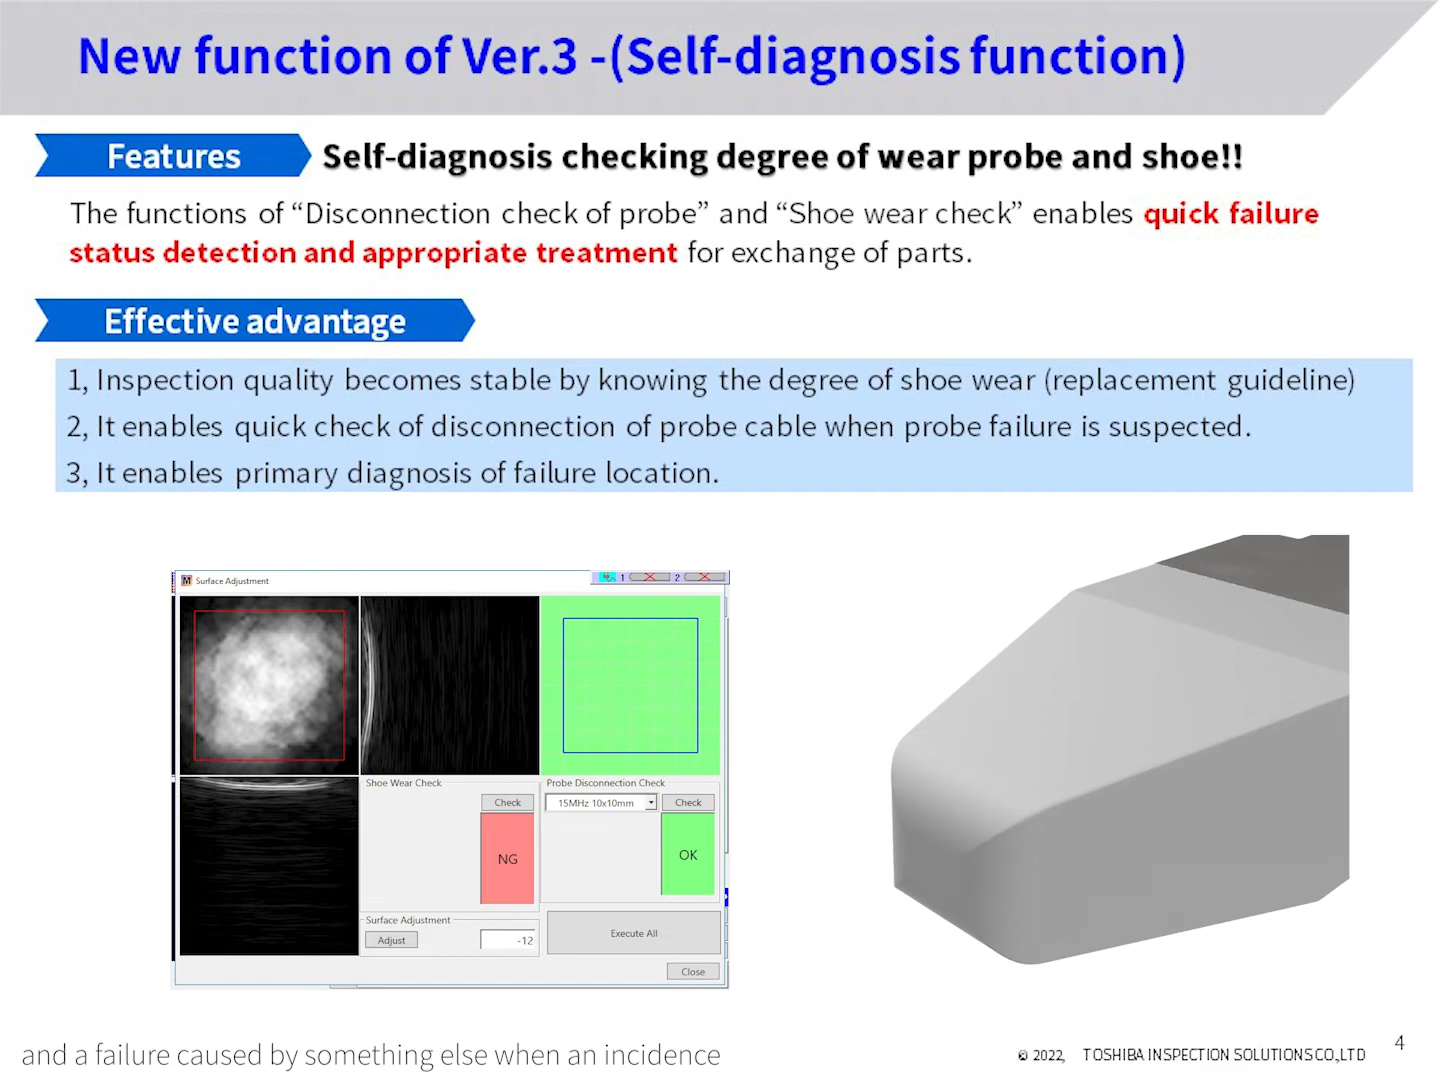 New function of Ver.3 -(Self-diagnosis function)
Features
Self-diagnosis checking degree of wear probe and shoe!!
The functions of “Disconnection check of probe” and “Shoe wear check” enables quick failure
status detection and appropriate treatment for exchange of parts.
Effective advantage
1, Inspection quality becomes stable by knowing the degree of shoe wear (replacement guideline)
2, It enables quick check of disconnection of probe cable when probe failure is suspected.
3, It enables primary diagnosis of failure location.
M Surface Adjustment
1 2
Shoe Wear Check
Check
NG
Probe Disconnection Check
15MHz 10x10mm
Check
OK
Surface Adjustment
Adjust
-12
Execute All
Close
and a failure caused by something else when an incidence
© 2022, TOSHIBA INSPECTION SOLUTIONS CO.,LTD
4